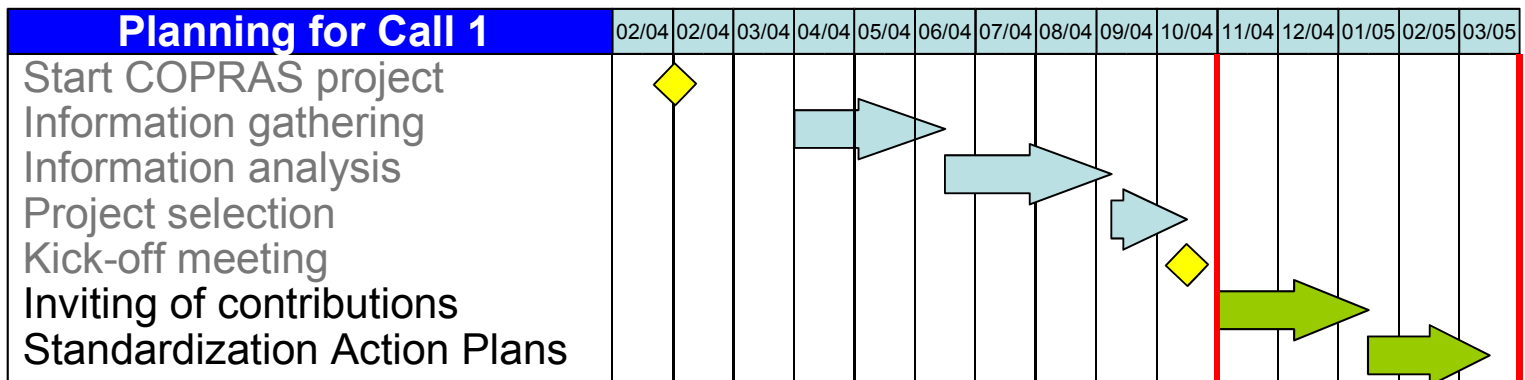 Planning for Call 1 02/04 02/04 03/04 04/04 05/04 06/04 07/04 08/04 09/04 10/04 11/04 12/04 01/05 02/05 03/05
Start COPRAS project
Information gathering
Information analysis
Project selection
Kick-off meeting
Inviting of contributions
Standardization Action Plans